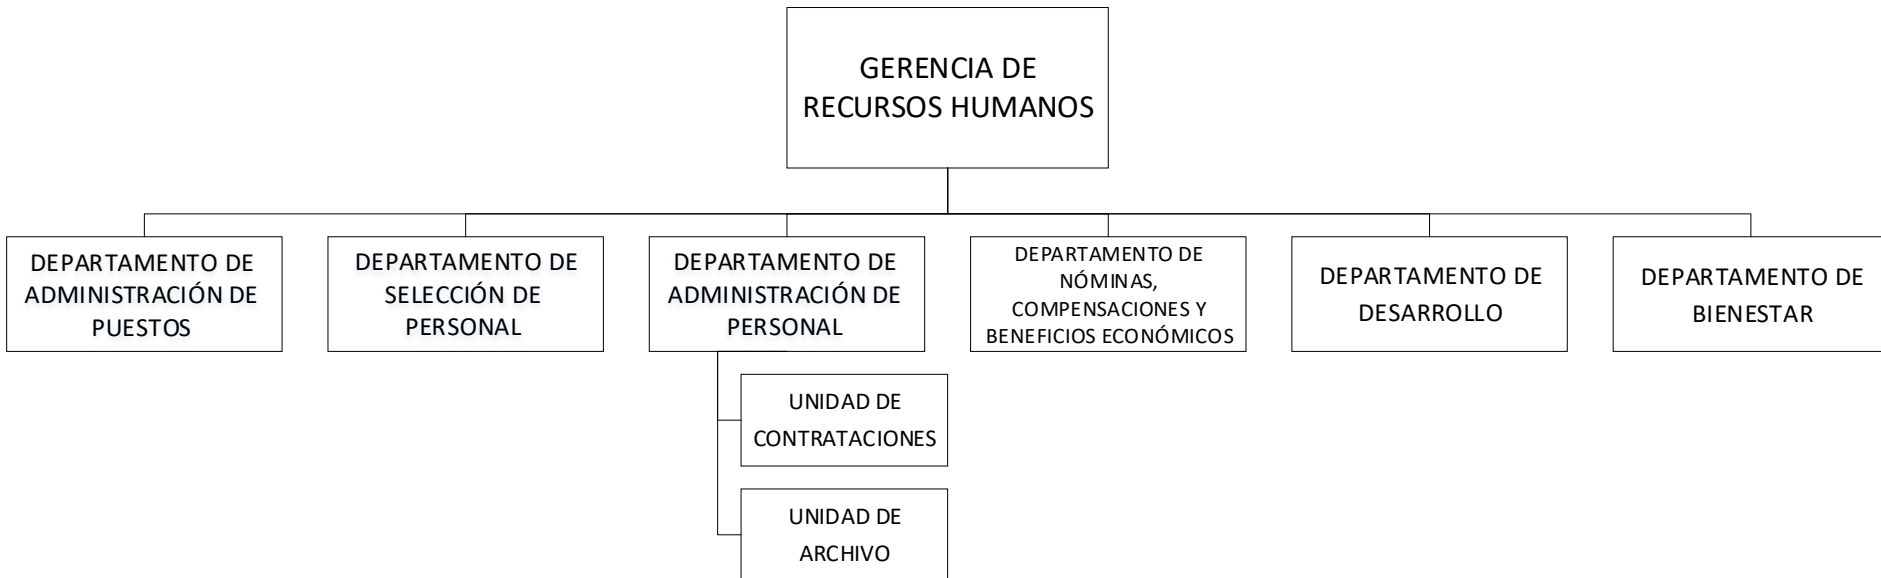 GERENCIA DE
RECURSOS HUMANOS
DEPARTAMENTO DE
ADMINISTRACIÓN DE
PUESTOS
DEPARTAMENTO DE
SELECCIÓN DE
PERSONAL
DEPARTAMENTO DE
ADMINISTRACIÓN DE
PERSONAL
DEPARTAMENTO DE
NÓMINAS,
COMPENSACIONES Y
BENEFICIOS ECONÓMICOS
DEPARTAMENTO DE
DESARROLLO
DEPARTAMENTO DE
BIENESTAR
UNIDAD DE
CONTRATACIONES
UNIDAD DE
ARCHIVO